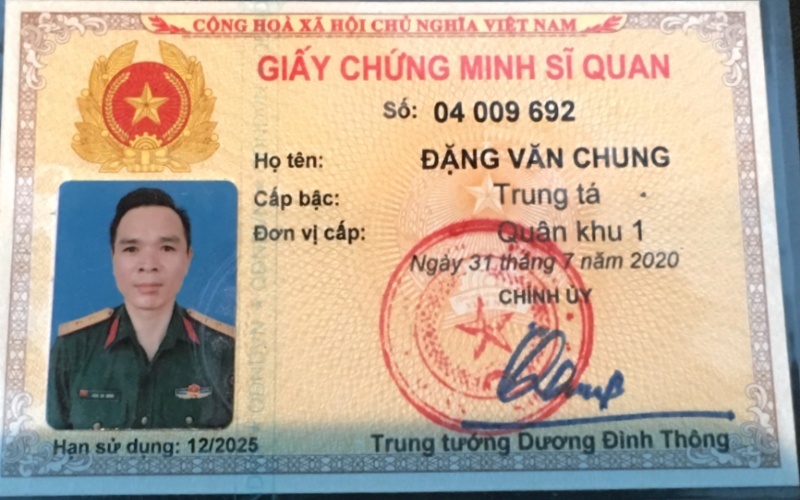 CỘNG HOÀ XÃ HỘI CHỦ NGHĨA VIỆT NAM
GIẤY CHỨNG MINH SĨ QUAN
Số: 04 009 692
Họ tên: ĐẶNG VĂN CHUNG
Cấp bậc: Trung tá
Đơn vị cấp: Quân khu 1
Ngày 31 tháng 7 năm 2020
CHÍNH ỦY
Hạn sử dụng: 12/2025
Trung tướng Dương Đình Thông